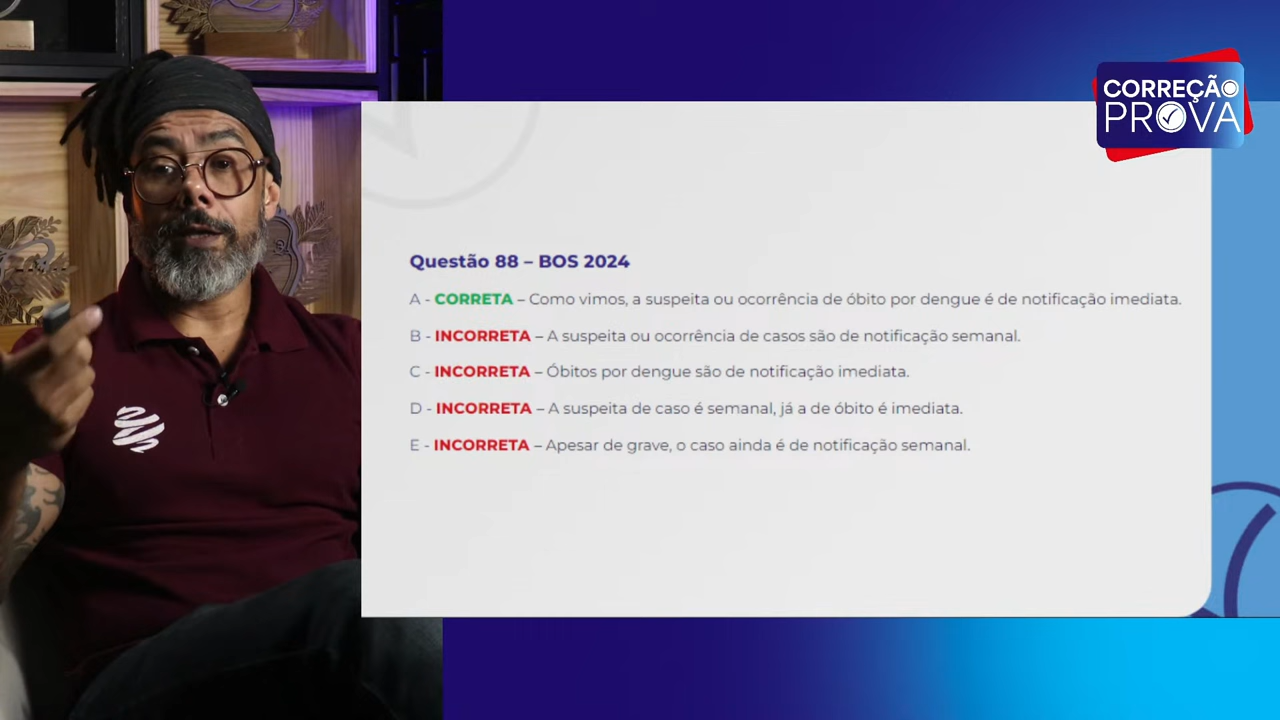 CORREÇÃO
PROVA
Questão 88 – BOS 2024
A - CORRETA – Como vimos, a suspeita ou ocorrência de óbito por dengue é de notificação imediata.
B - INCORRETA – A suspeita ou ocorrência de casos são de notificação semanal.
C - INCORRETA – Óbitos por dengue são de notificação imediata.
D - INCORRETA – A suspeita de caso é semanal, já a de óbito é imediata.
E - INCORRETA – Apesar de grave, o caso ainda é de notificação semanal.